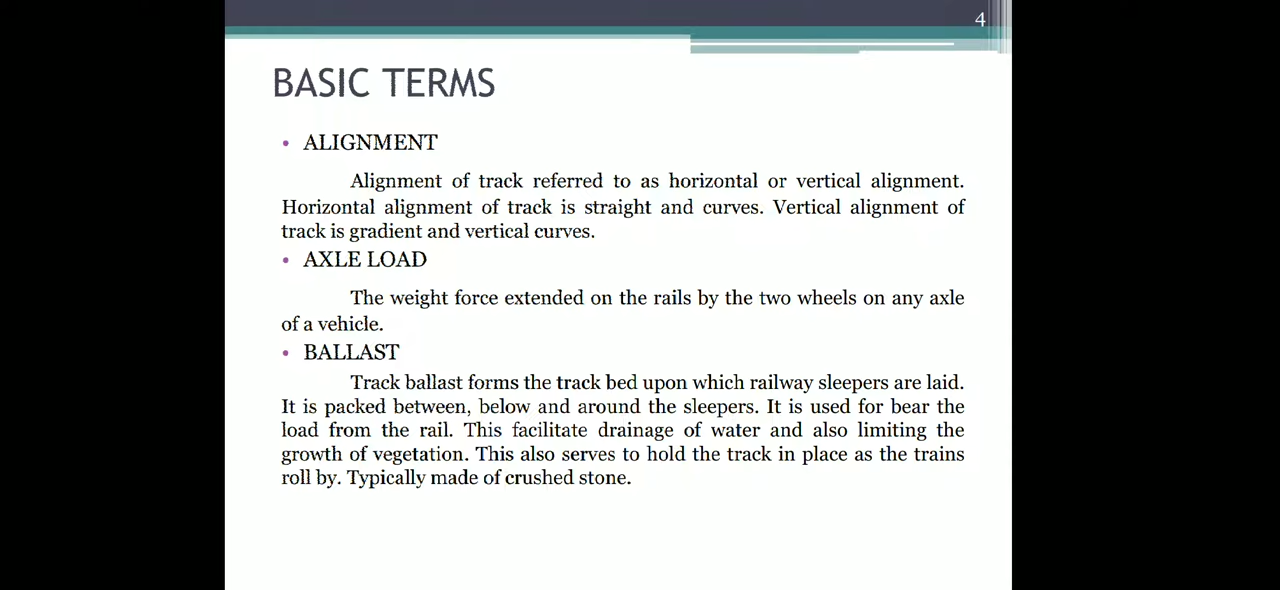 4
BASIC TERMS
• ALIGNMENT
Alignment of track referred to as horizontal or vertical alignment.
Horizontal alignment of track is straight and curves. Vertical alignment of
track is gradient and vertical curves.
• AXLE LOAD
The weight force extended on the rails by the two wheels on any axle
of a vehicle.
• BALLAST
Track ballast forms the track bed upon which railway sleepers are laid.
It is packed between, below and around the sleepers. It is used for bear the
load from the rail. This facilitate drainage of water and also limiting the
growth of vegetation. This also serves to hold the track in place as the trains
roll by. Typically made of crushed stone.